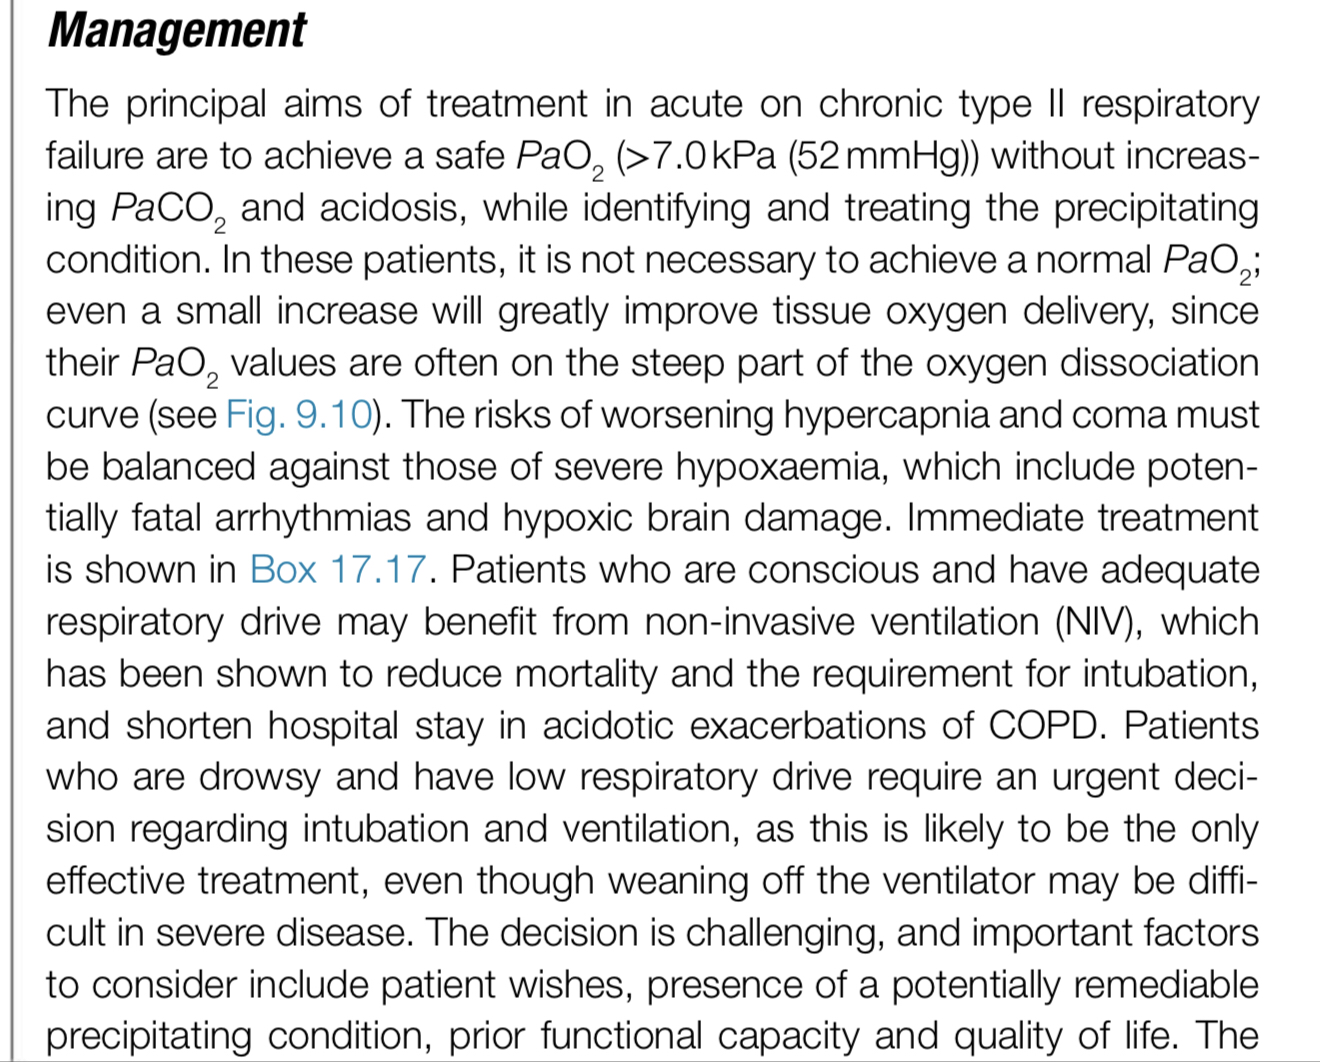 Management
The principal aims of treatment in acute on chronic type II respiratory
failure are to achieve a safe PaO₂ (>7.0 kPa (52 mmHg)) without increas-
ing PaCO₂ and acidosis, while identifying and treating the precipitating
condition. In these patients, it is not necessary to achieve a normal PaO₂;
even a small increase will greatly improve tissue oxygen delivery, since
their PaO₂ values are often on the steep part of the oxygen dissociation
curve (see Fig. 9.10). The risks of worsening hypercapnia and coma must
be balanced against those of severe hypoxaemia, which include poten-
tially fatal arrhythmias and hypoxic brain damage. Immediate treatment
is shown in Box 17.17. Patients who are conscious and have adequate
respiratory drive may benefit from non-invasive ventilation (NIV), which
has been shown to reduce mortality and the requirement for intubation,
and shorten hospital stay in acidotic exacerbations of COPD. Patients
who are drowsy and have low respiratory drive require an urgent deci-
sion regarding intubation and ventilation, as this is likely to be the only
effective treatment, even though weaning off the ventilator may be diffi-
cult in severe disease. The decision is challenging, and important factors
to consider include patient wishes, presence of a potentially remediable
precipitating condition, prior functional capacity and quality of life. The